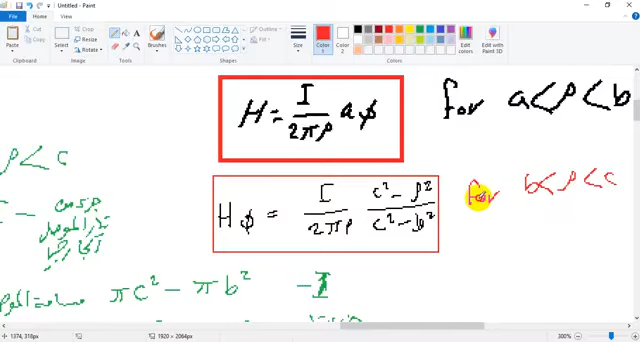 Untitled - Paint
File Home View
Paste
Cut
Copy
Clipboard
Select
Crop
Resize
Rotate
Image
Tools
Brushes
Shapes
Outline
Fill
Size
Color 1
Color 2
Colors
Edit colors
Edit with Paint 3D
H = I / 2πρ aϕ
for a<ρ<b
ρ<c
Hϕ = I / 2πρ c² - ρ² / c² - b²
for b<ρ<c
πc² - πb² -I
1374, 318px
1920 × 2064px
300%